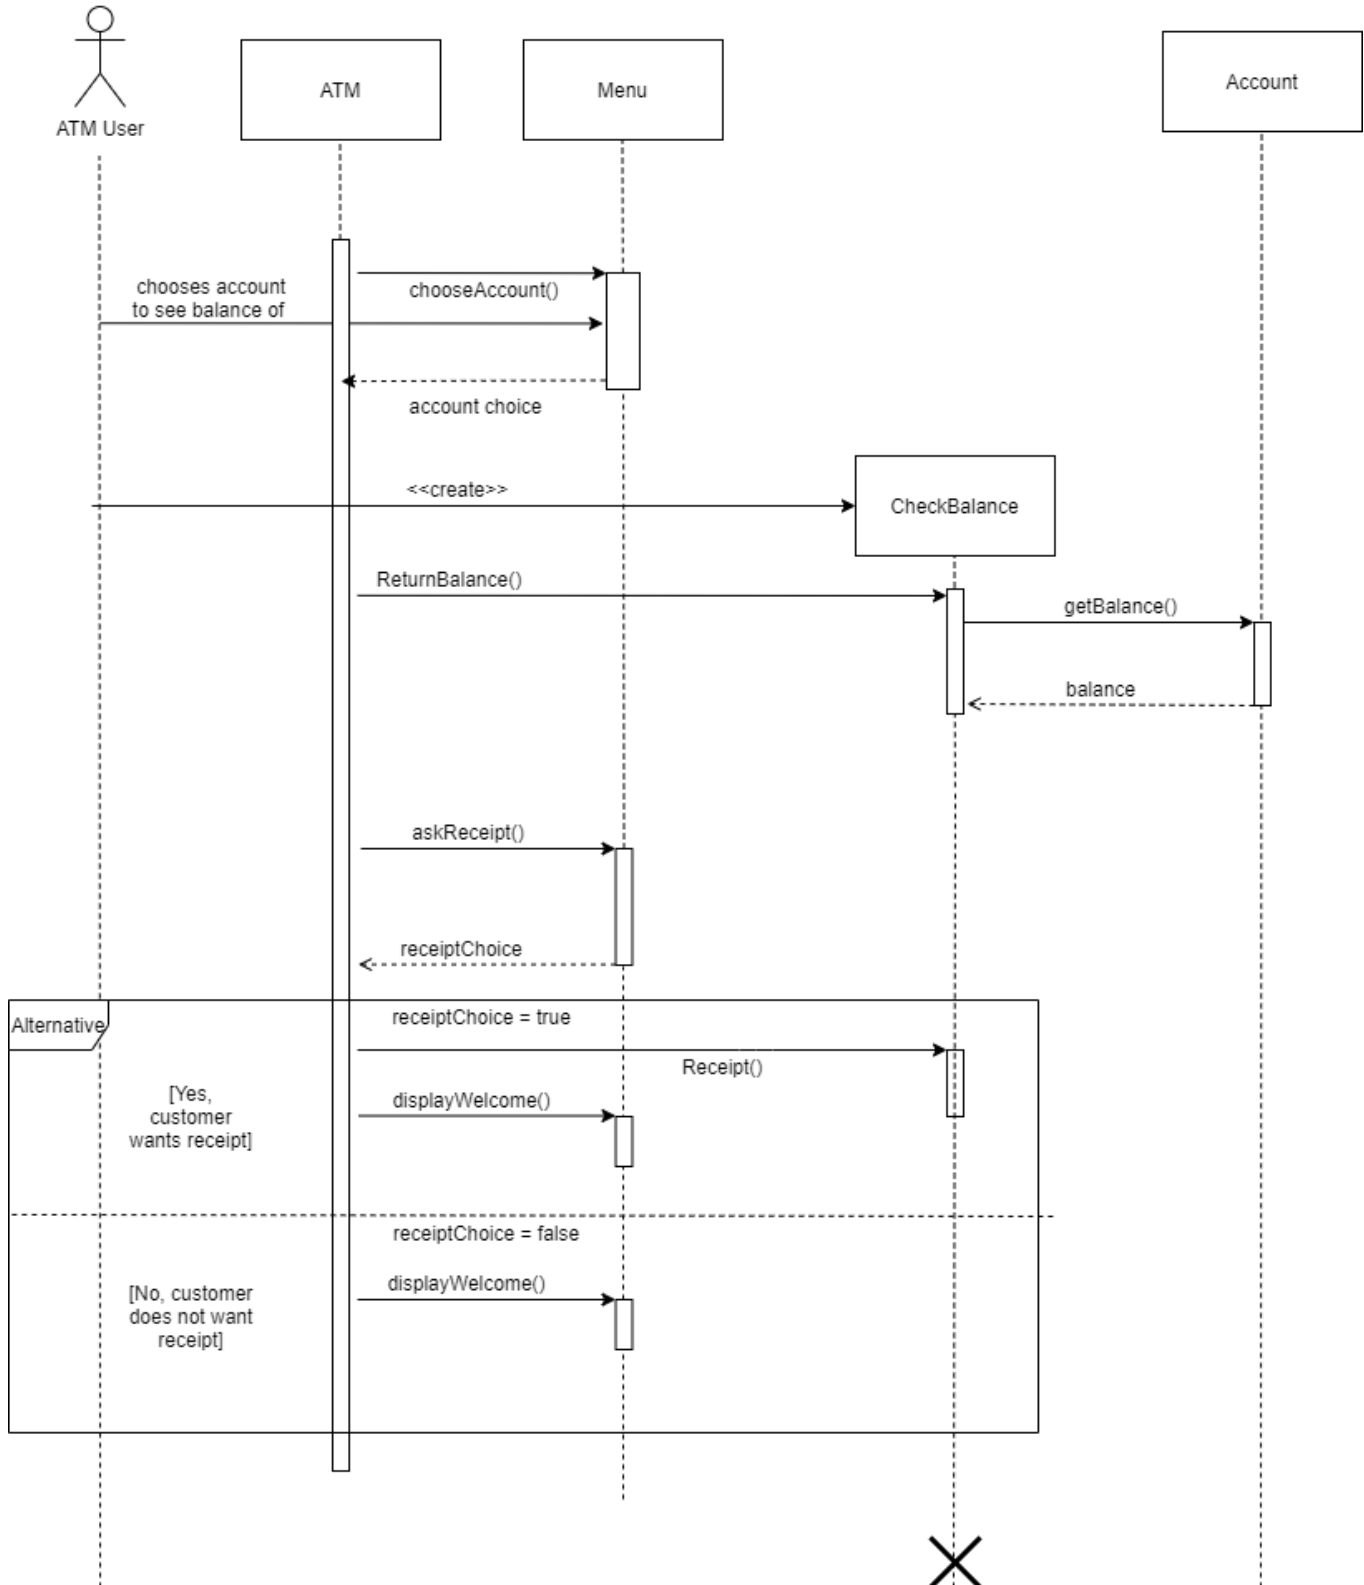 ATM User
ATM
Menu
Account
chooses account
to see balance of
chooseAccount()
account choice
<<create>>
CheckBalance
ReturnBalance()
getBalance()
balance
askReceipt()
receiptChoice
Alternative
receiptChoice = true
Receipt()
[Yes,
customer
wants receipt]
displayWelcome()
receiptChoice = false
displayWelcome()
[No, customer
does not want
receipt]